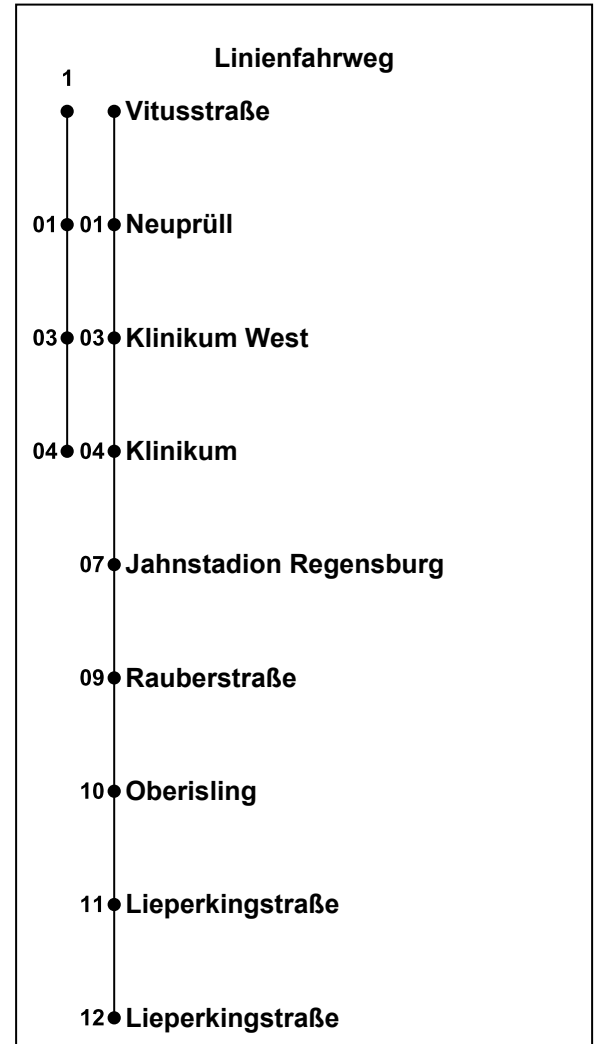 Linienfahrweg
1
Vitusstraße
01 01 Neuprüll
03 03 Klinikum West
04 04 Klinikum
07 Jahnstadion Regensburg
09 Rauberstraße
10 Oberisling
11 Lieperkingstraße
12 Lieperkingstraße